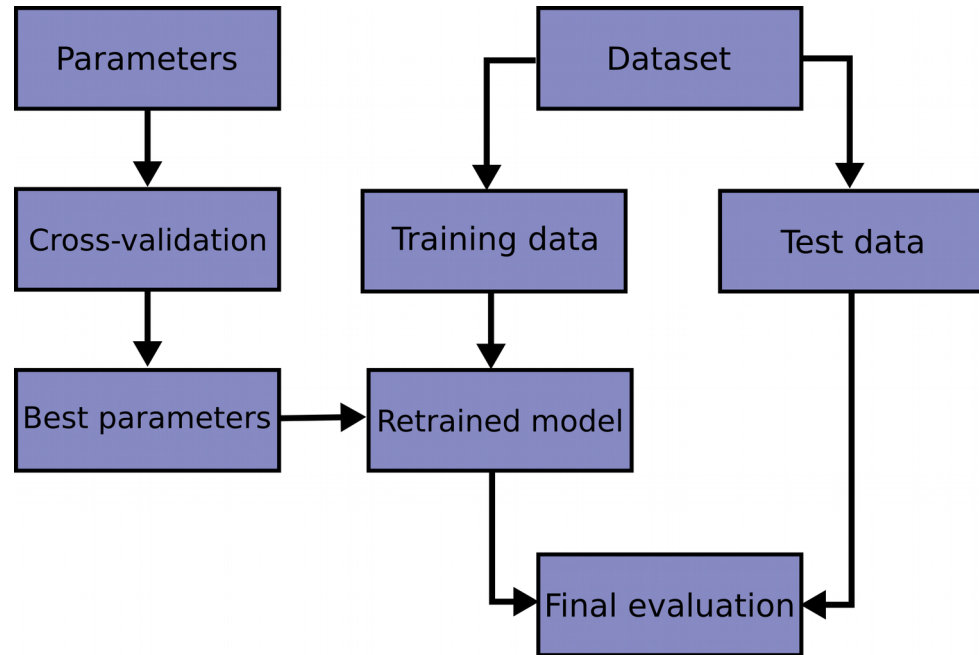 Parameters
Dataset
Cross-validation
Training data
Test data
Best parameters
Retrained model
Final evaluation